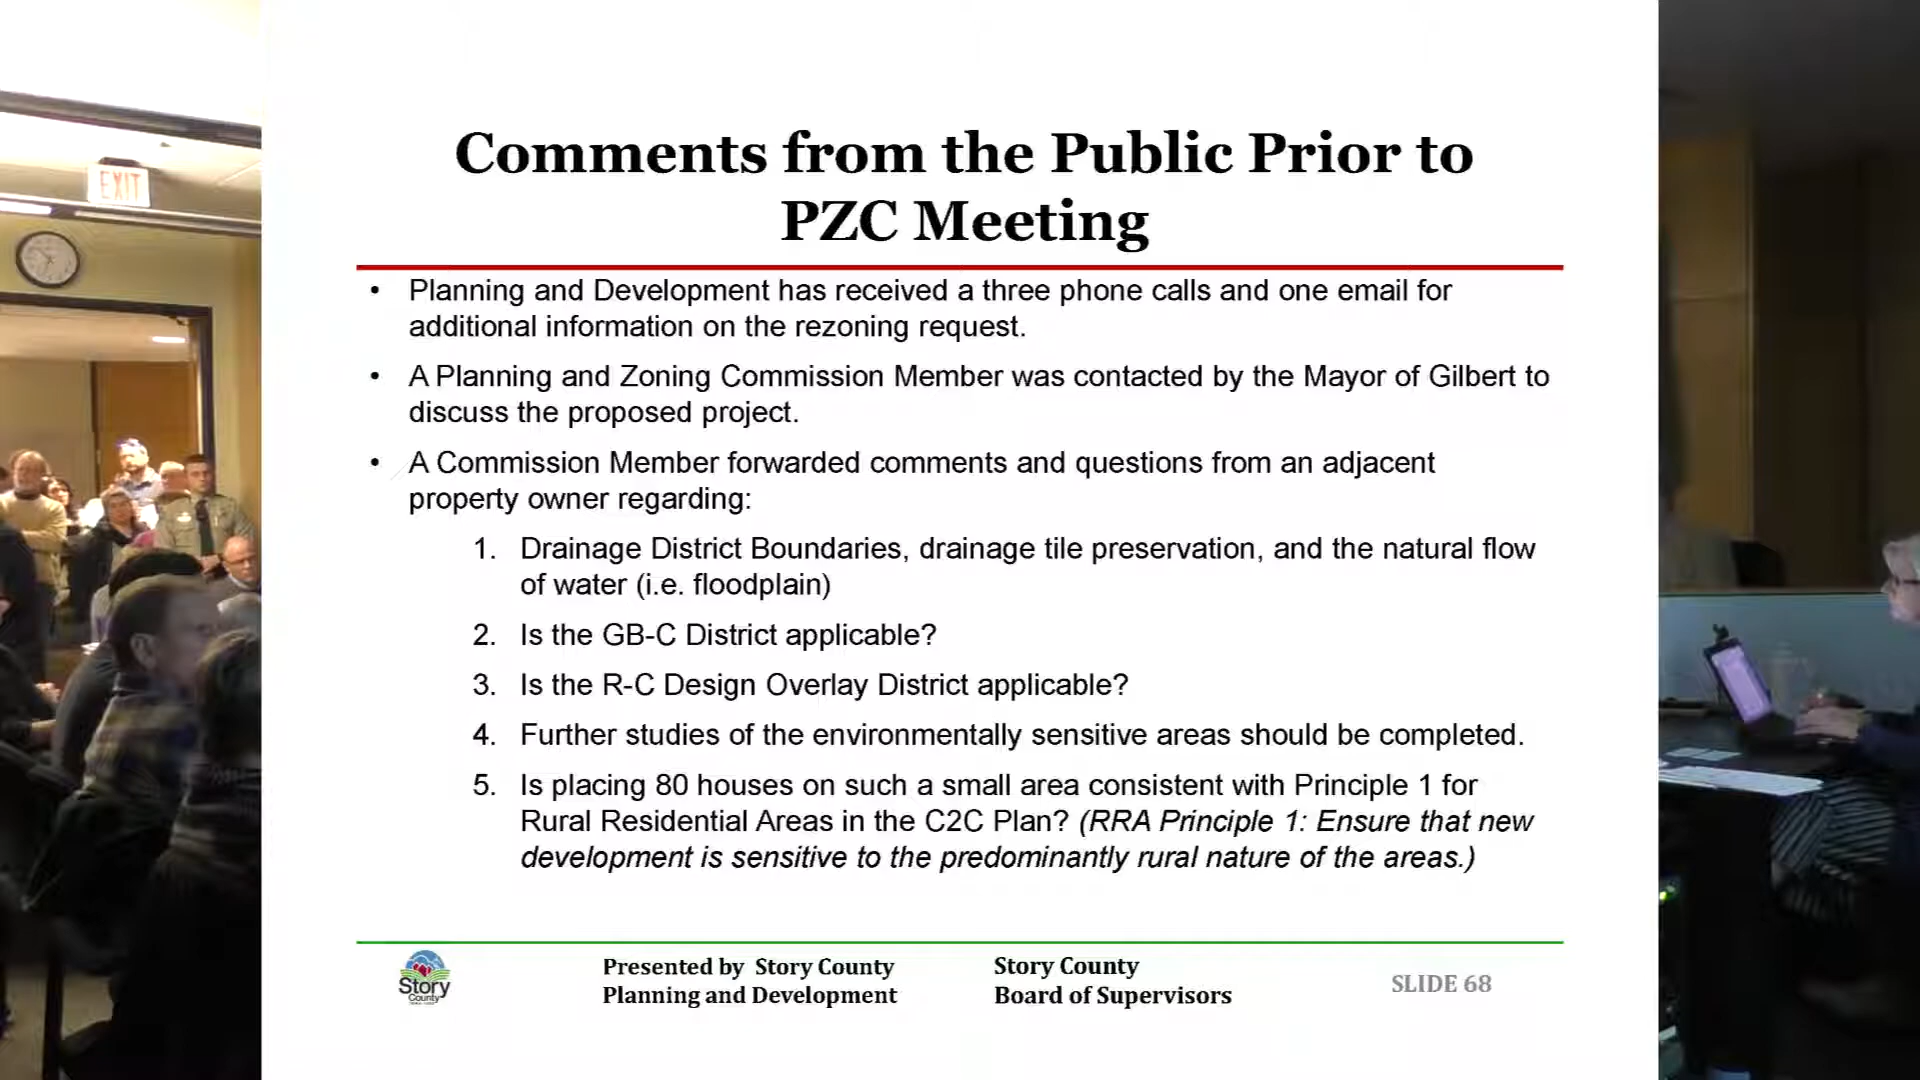 EXIT
Comments from the Public Prior to
PZC Meeting
• Planning and Development has received a three phone calls and one email for
additional information on the rezoning request.
• A Planning and Zoning Commission Member was contacted by the Mayor of Gilbert to
discuss the proposed project.
• A Commission Member forwarded comments and questions from an adjacent
property owner regarding:
1. Drainage District Boundaries, drainage tile preservation, and the natural flow
of water (i.e. floodplain)
2. Is the GB-C District applicable?
3. Is the R-C Design Overlay District applicable?
4. Further studies of the environmentally sensitive areas should be completed.
5. Is placing 80 houses on such a small area consistent with Principle 1 for
Rural Residential Areas in the C2C Plan? (RRA Principle 1: Ensure that new
development is sensitive to the predominantly rural nature of the areas.)
Story
County
Presented by Story County
Planning and Development
Story County
Board of Supervisors
SLIDE 68